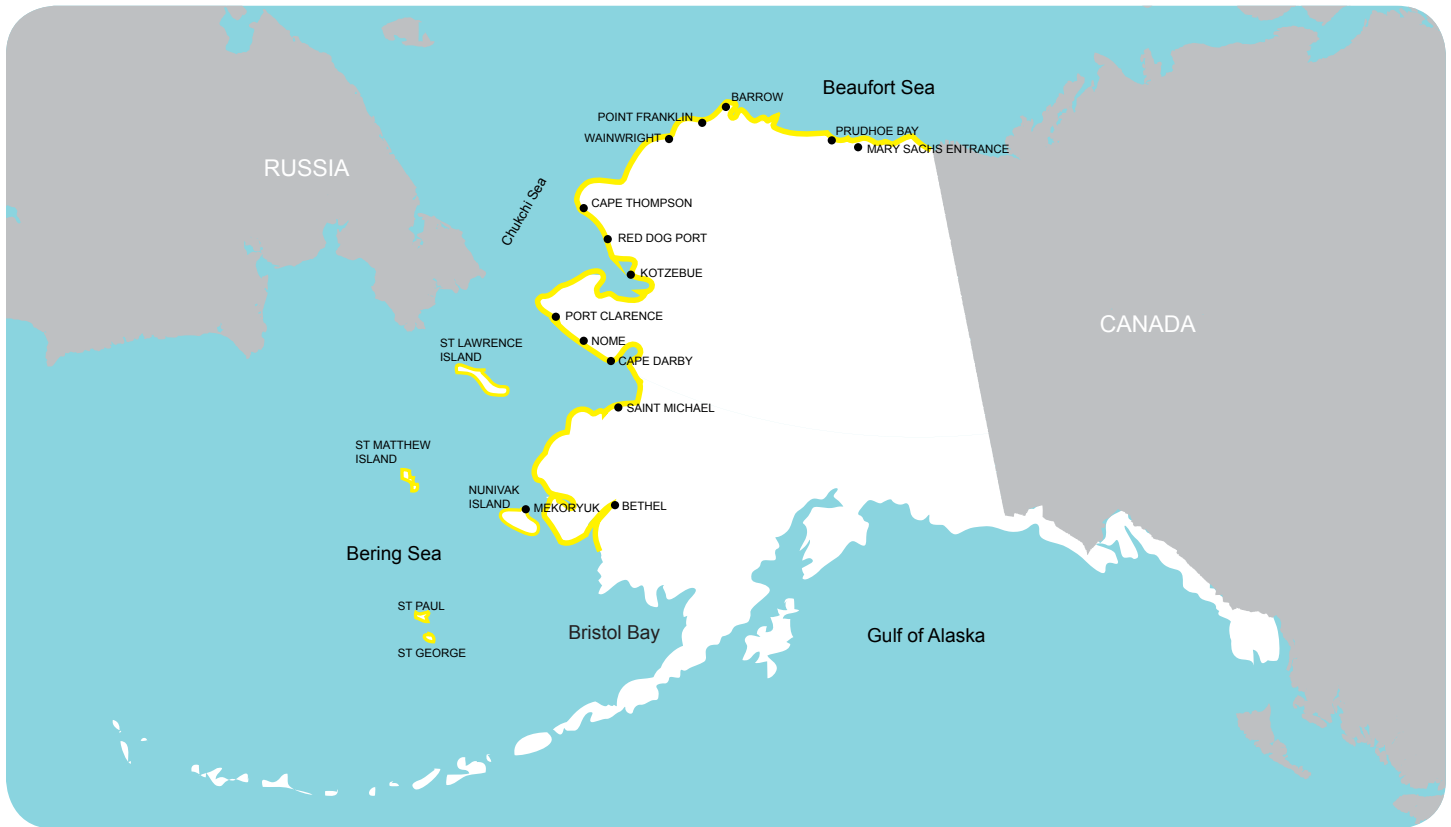 BARROW
Beaufort Sea
POINT FRANKLIN
WAINWRIGHT
PRUDHOE BAY
MARY SACHS ENTRANCE
RUSSIA
Chukchi Sea
CAPE THOMPSON
RED DOG PORT
KOTZEBUE
PORT CLARENCE
CANADA
NOME
ST LAWRENCE
ISLAND
CAPE DARBY
SAINT MICHAEL
ST MATTHEW
ISLAND
NUNIVAK
ISLAND
MEKORYUK
BETHEL
Bering Sea
ST PAUL
Bristol Bay
Gulf of Alaska
ST GEORGE